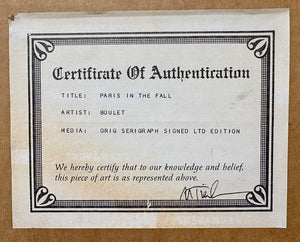 Certificate Of Authentication
TITLE: PARIS IN THE FALL
ARTIST: BOULET
MEDIA: ORIG SERIGRAPH SIGNED LTD EDITION
We hereby certify that to our knowledge and belief,
this piece of art is as represented above.